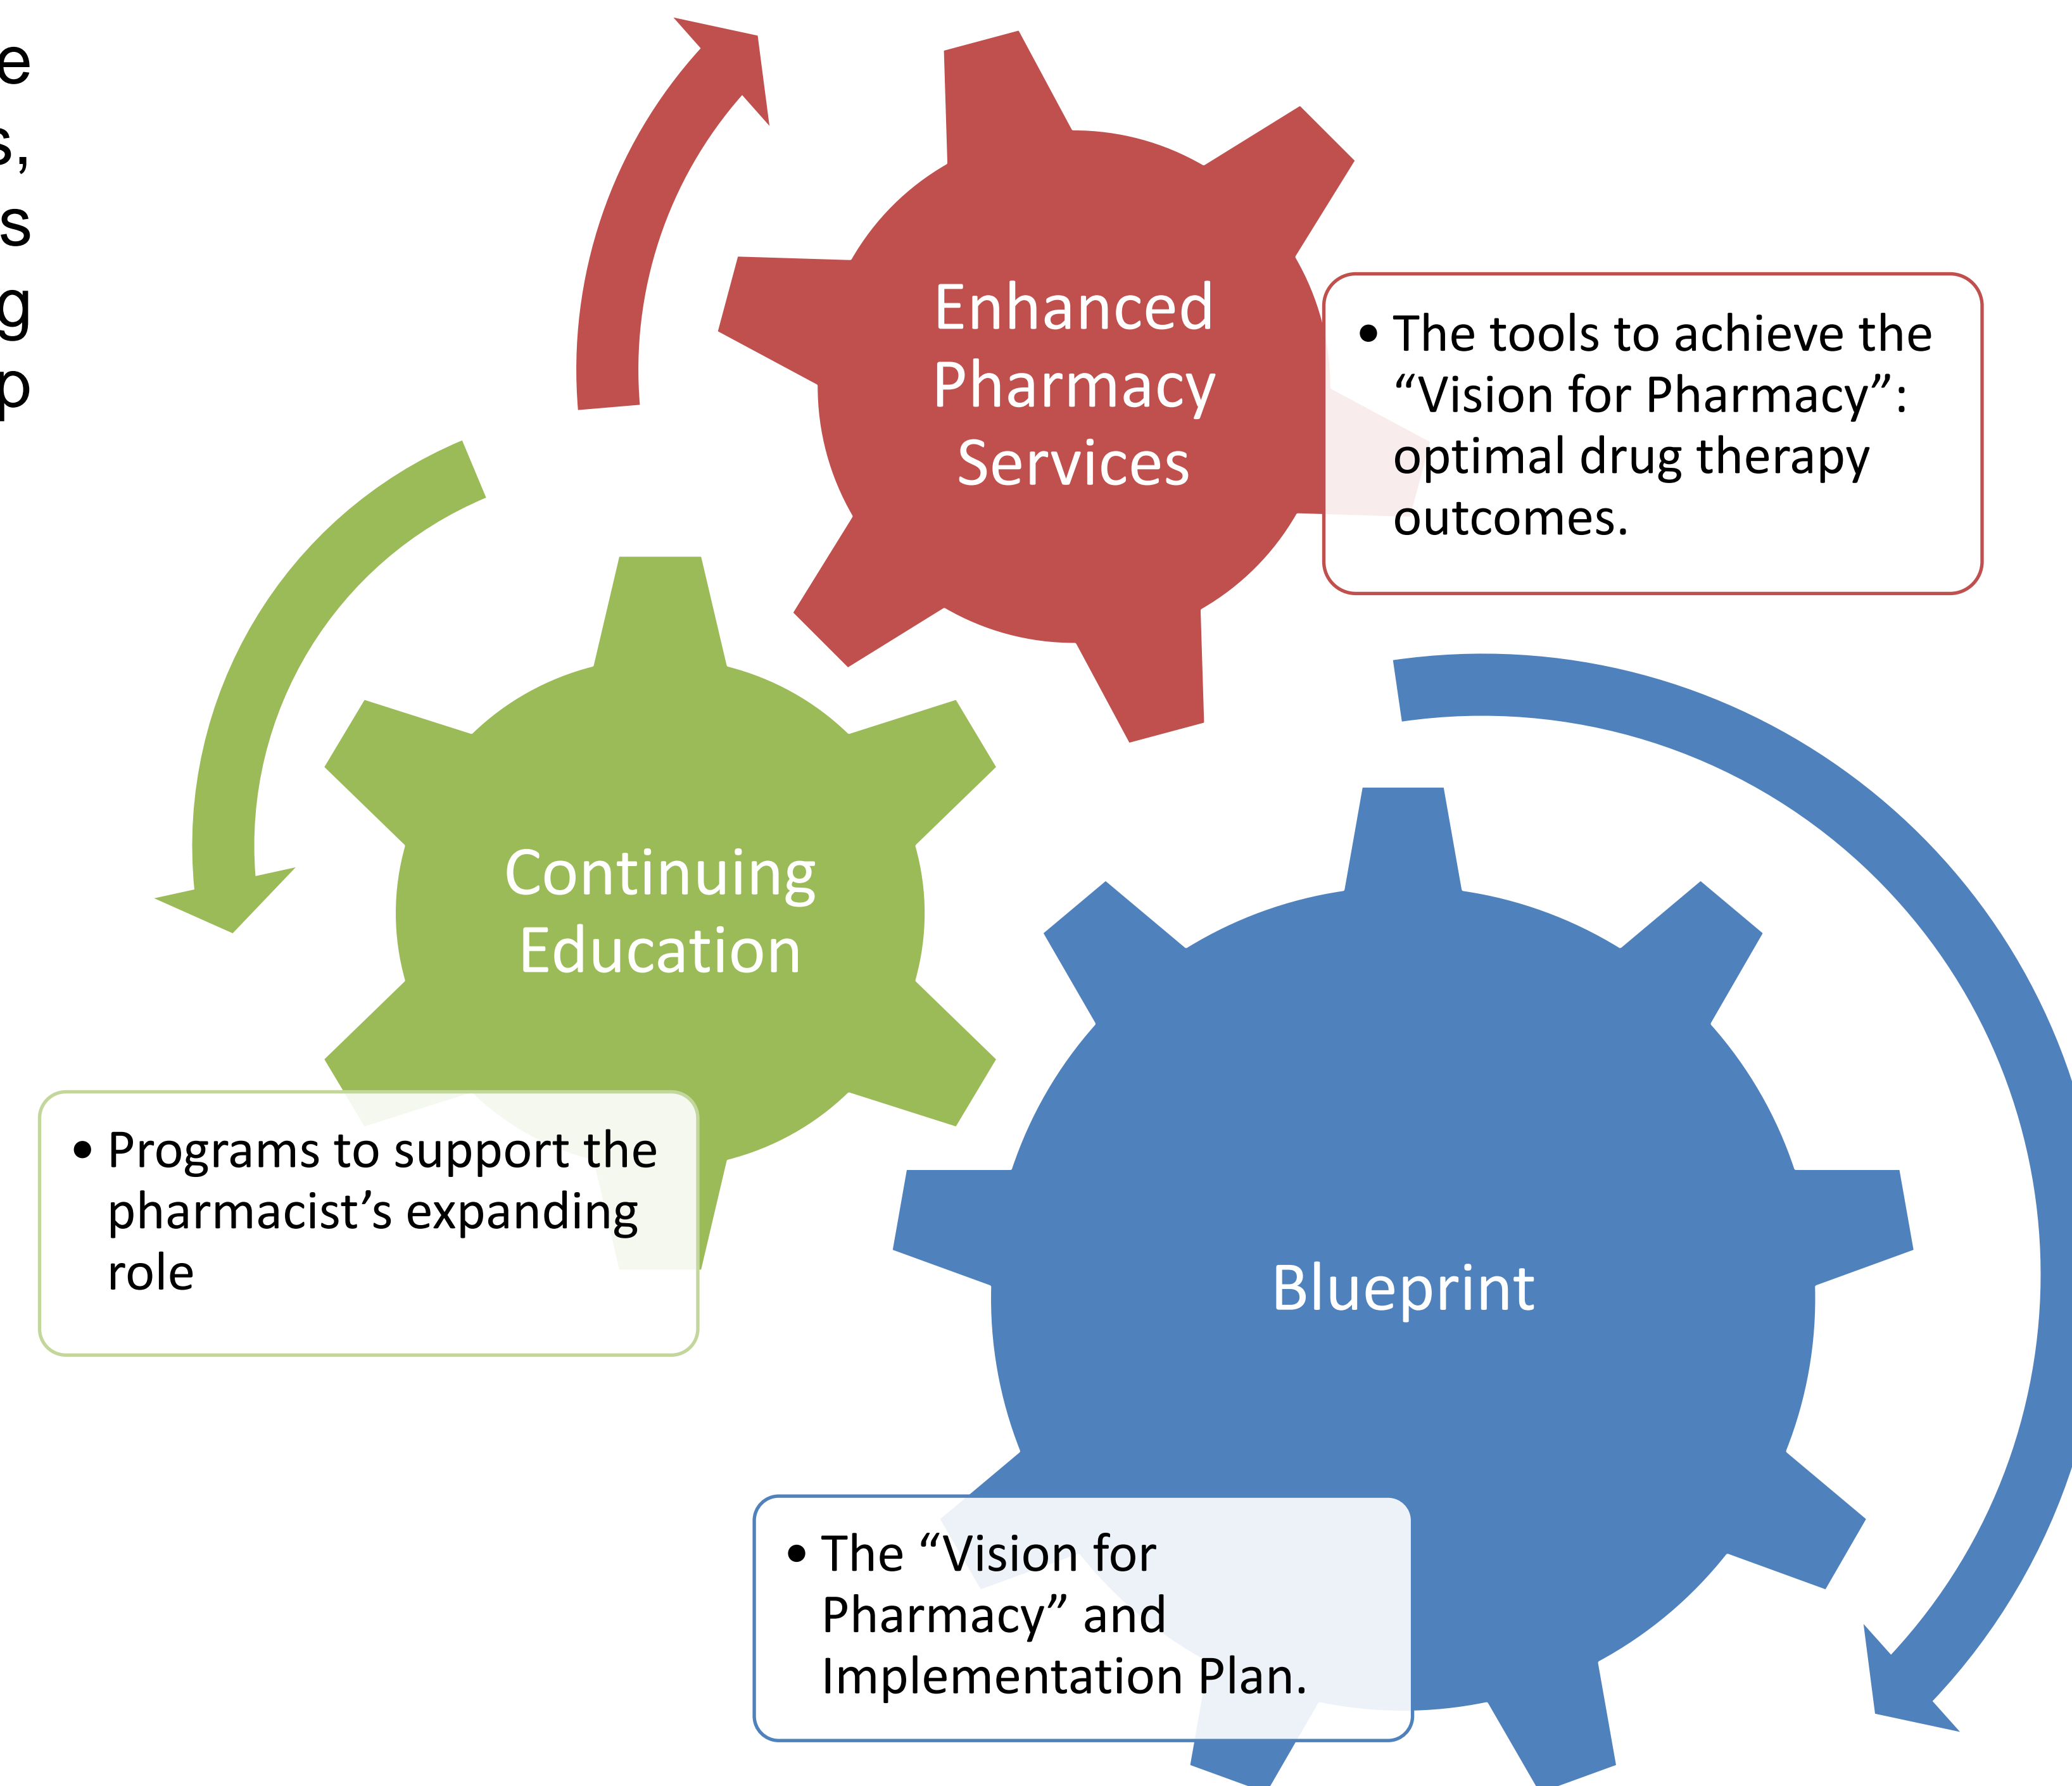 Enhanced
Pharmacy
Services
• The tools to achieve the
“Vision for Pharmacy”:
optimal drug therapy
outcomes.
Continuing
Education
• Programs to support the
pharmacist’s expanding
role
Blueprint
• The “Vision for
Pharmacy” and
Implementation Plan.